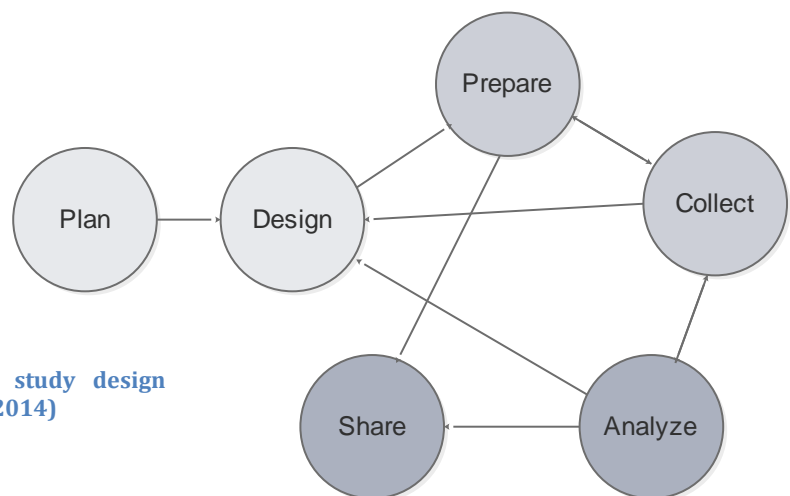 Prepare
Plan
Design
Collect
study design
2014)
Share
Analyze